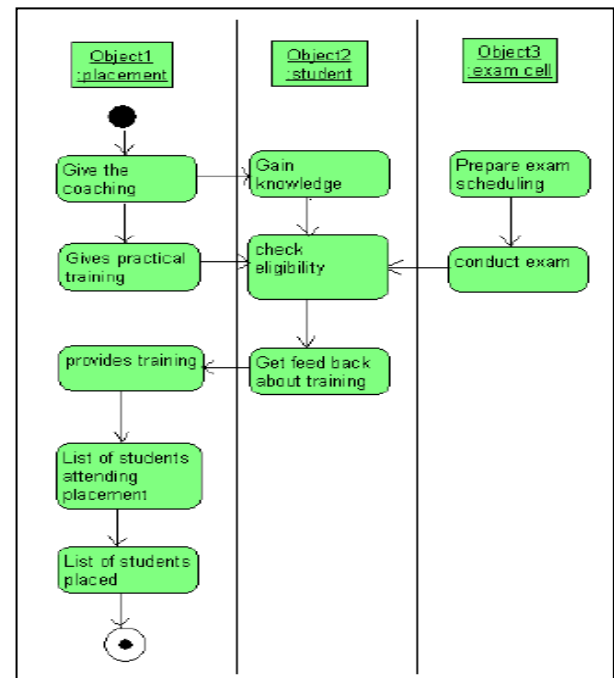 Object1
:placement
Object2
:student
Object3
:exam cell
Give the
coaching
Gain
knowledge
Prepare exam
scheduling
Gives practical
training
check
eligibility
conduct exam
provides training
Get feed back
about training
List of students
attending
placement
List of students
placed